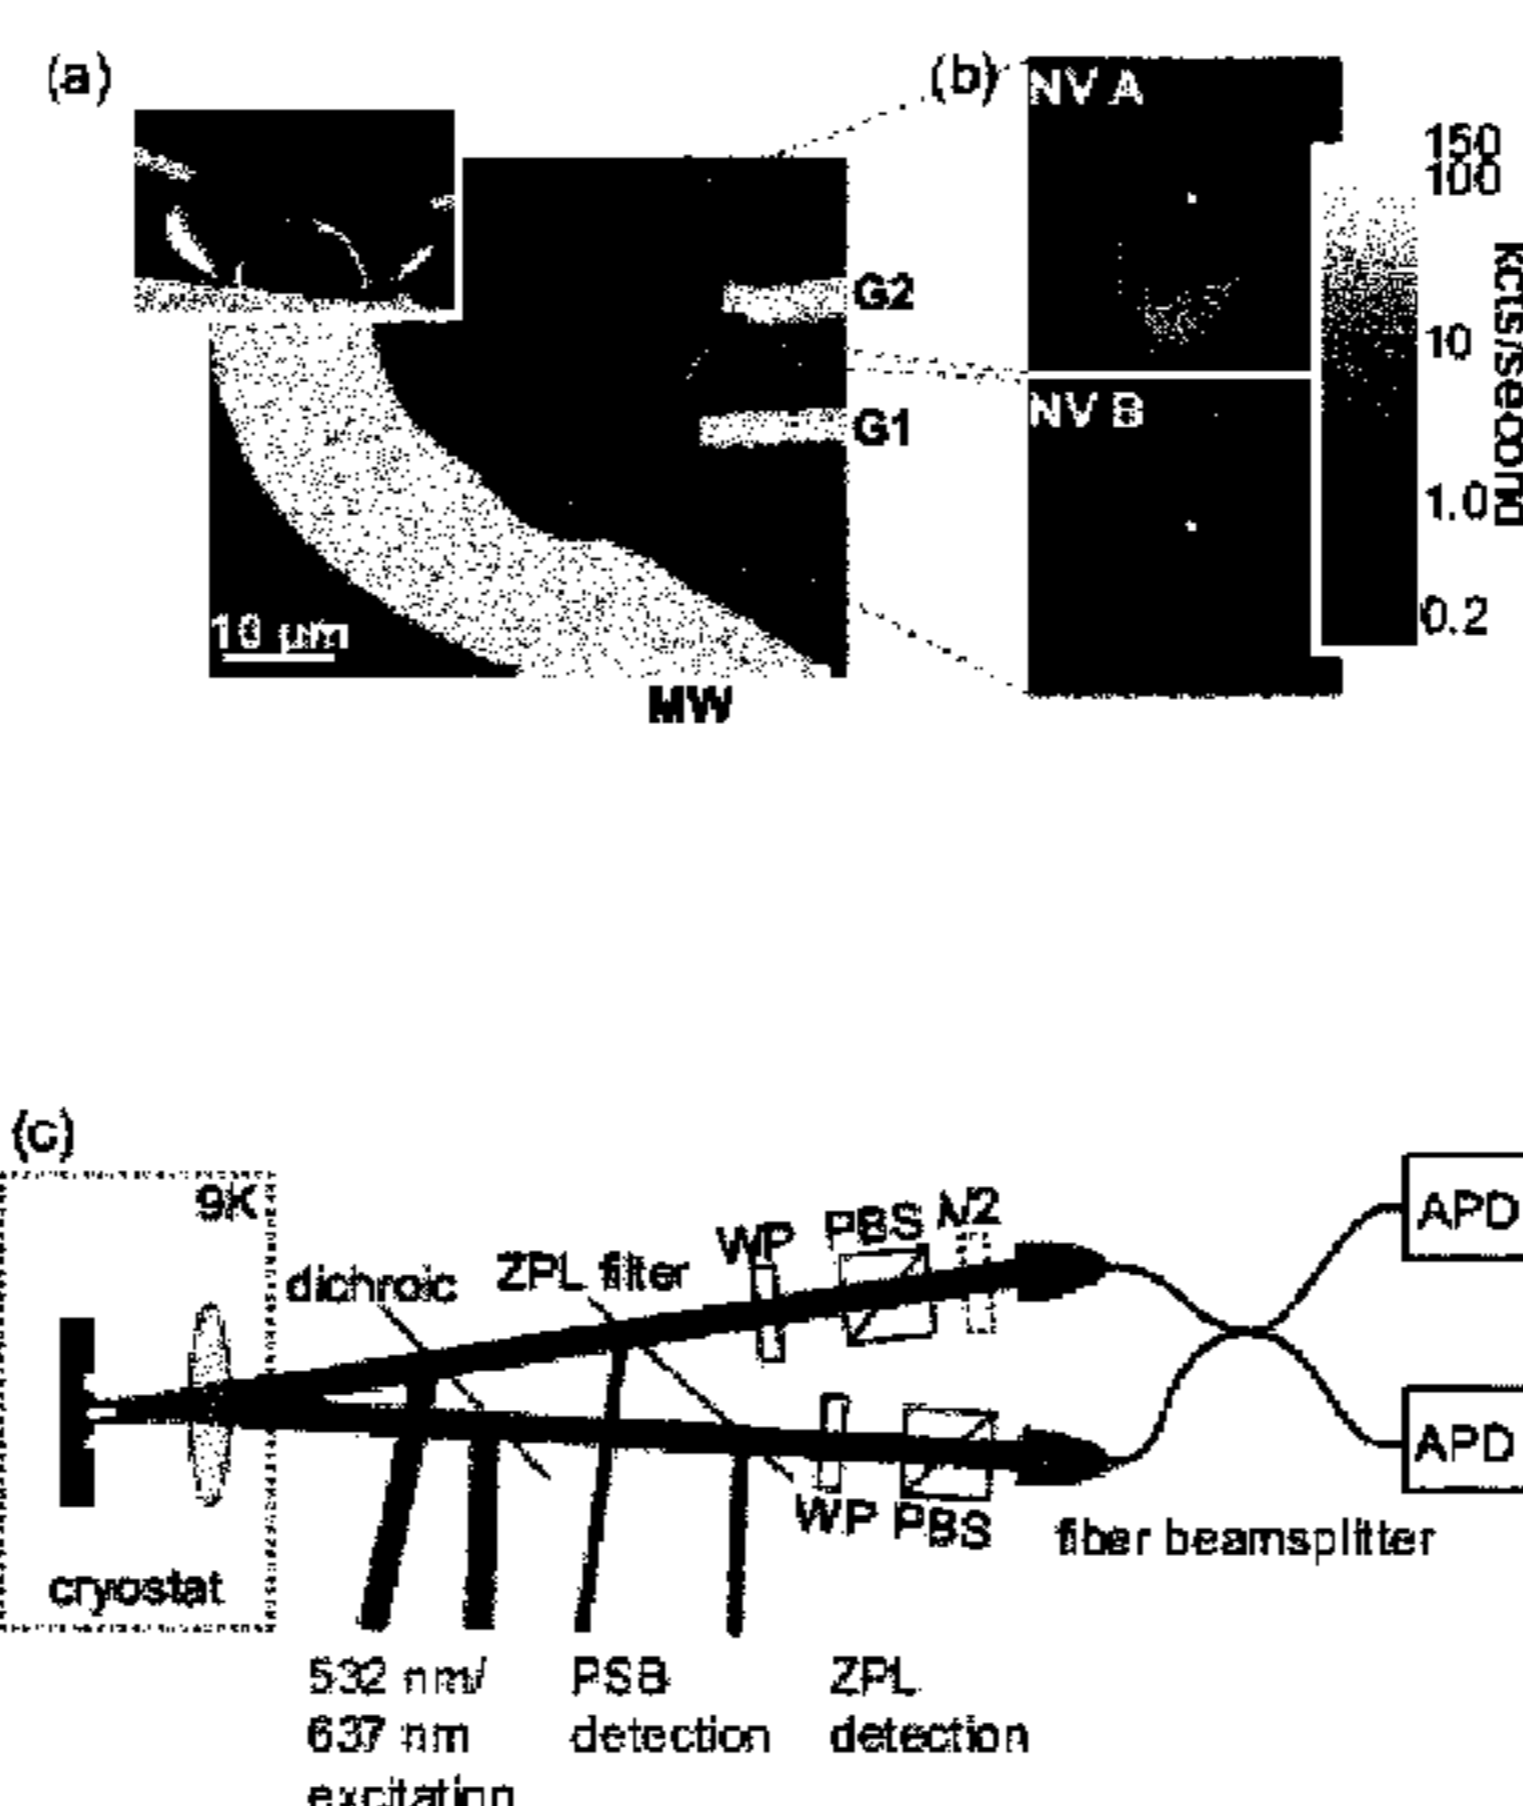 (a)
(b)
NV A
150
100
G2
10
kcts/second
NV B
G1
1.0
10 µm
0.2
MW
(c)
9K
WP
PBS
λ/2
APD
dichroic
ZPL filter
APD
WP
PBS
fiber beamsplitter
cryostat
532 nm/
637 nm
excitation
PSB
detection
ZPL
detection